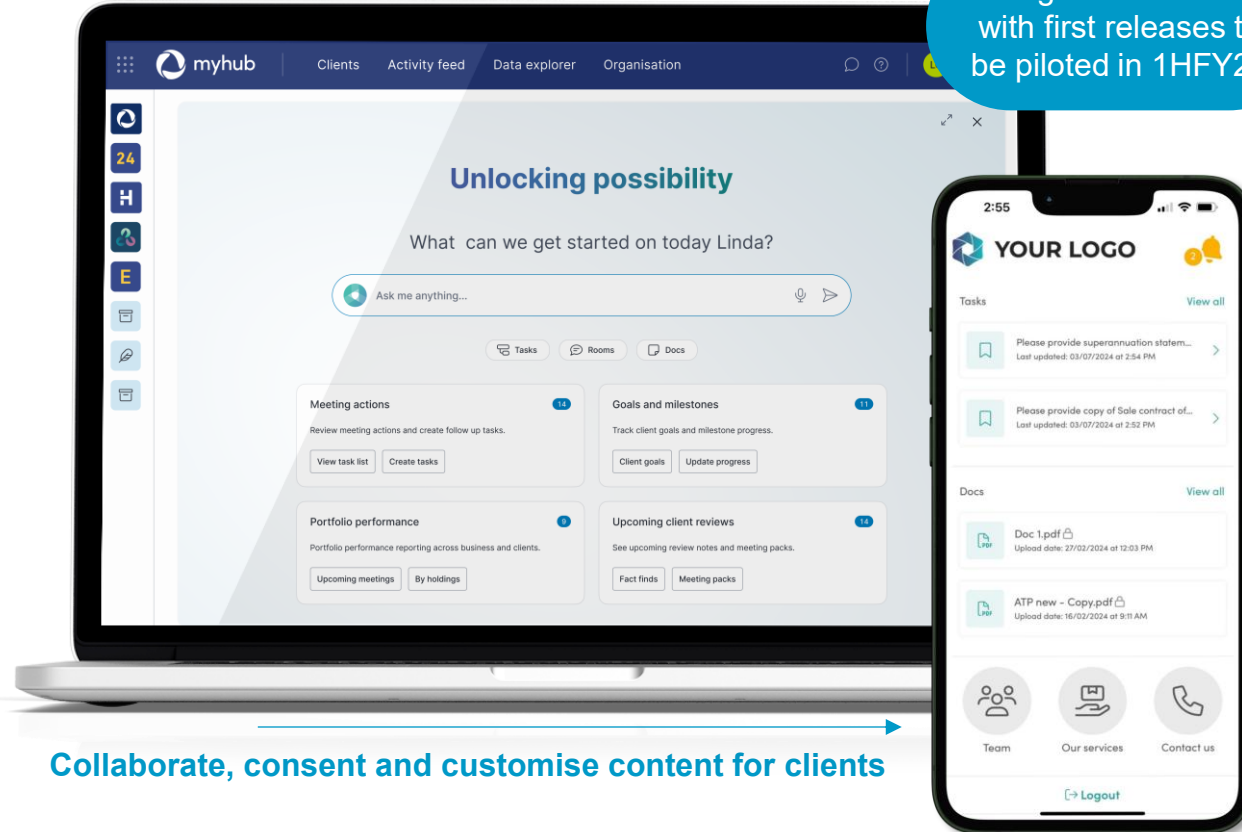 with first releases
be piloted in
myhub
Clients
Activity feed
Data explorer
Organisation
24
H
E
Unlocking possibility
What can we get started on today Linda?
Ask me anything...
Tasks
Rooms
Docs
Meeting actions
14
Review meeting actions and create follow up tasks.
View task list
Create tasks
Goals and milestones
11
Track client goals and milestone progress.
Client goals
Update progress
Portfolio performance
9
Portfolio performance reporting across business and clients.
Upcoming meetings
By holdings
Upcoming client reviews
14
See upcoming review notes and meeting packs.
Fact finds
Meeting packs
Collaborate, consent and customise content for clients
2:55
YOUR LOGO
2
Tasks
View all
Please provide superannuation statem...
Last updated: 03/07/2024 at 2:54 PM
Please provide copy of Sale contract of...
Last updated: 03/07/2024 at 2:52 PM
Docs
View all
PDF
Doc 1.pdf
Upload date: 27/02/2024 at 12:03 PM
PDF
ATP new - Copy.pdf
Upload date: 16/02/2024 at 9:11 AM
Team
Our services
Contact us
Logout